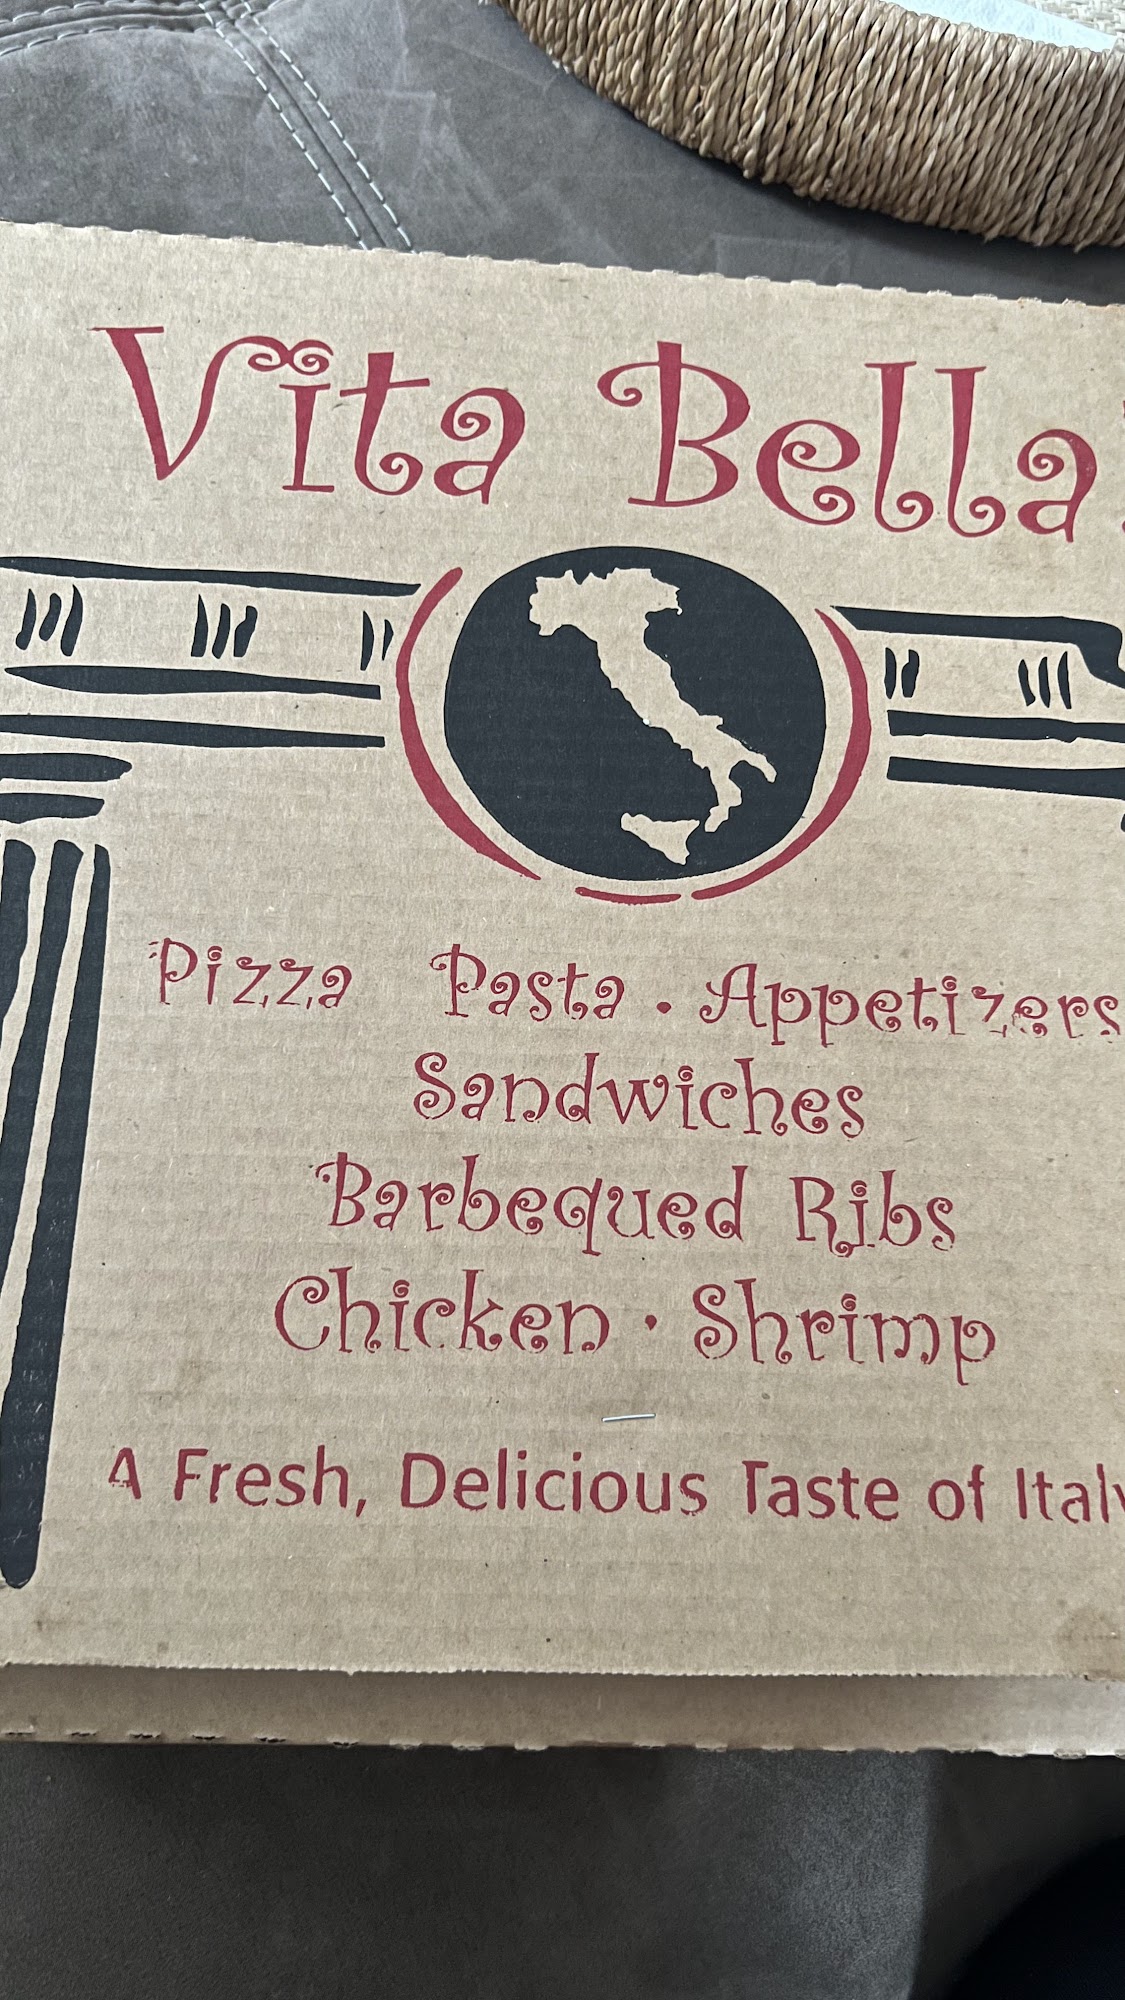 Vita Bella
Pizza Pasta · Appetizers
Sandwiches
Barbequed Ribs
Chicken · Shrimp
A Fresh, Delicious Taste of Italy